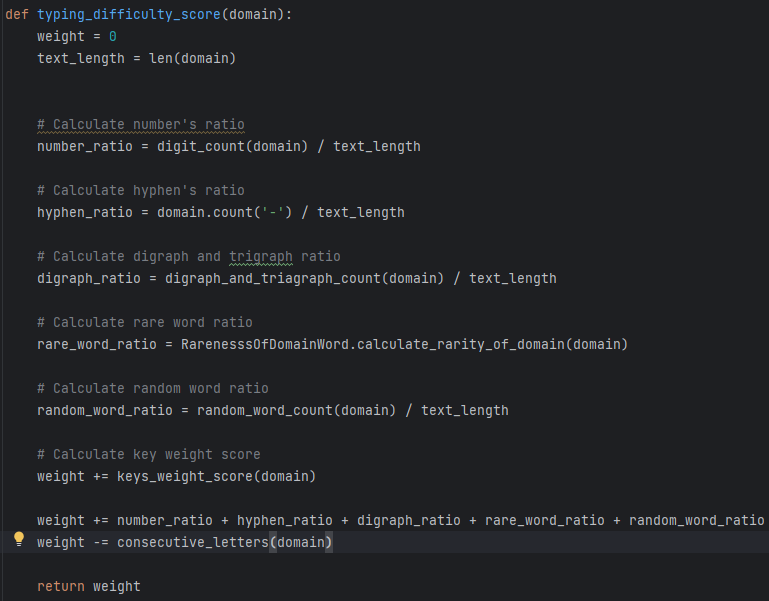 def typing_difficulty_score(domain):
    weight = 0
    text_length = len(domain)
    # Calculate number's ratio
    number_ratio = digit_count(domain) / text_length
    # Calculate hyphen's ratio
    hyphen_ratio = domain.count('-') / text_length
    # Calculate digraph and trigraph ratio
    digraph_ratio = digraph_and_triagraph_count(domain) / text_length
    # Calculate rare word ratio
    rare_word_ratio = RarenesssOfDomainWord.calculate_rarity_of_domain(domain)
    # Calculate random word ratio
    random_word_ratio = random_word_count(domain) / text_length
    # Calculate key weight score
    weight += keys_weight_score(domain)
    weight += number_ratio + hyphen_ratio + digraph_ratio + rare_word_ratio + random_word_ratio
    weight -= consecutive_letters(domain)
    return weight